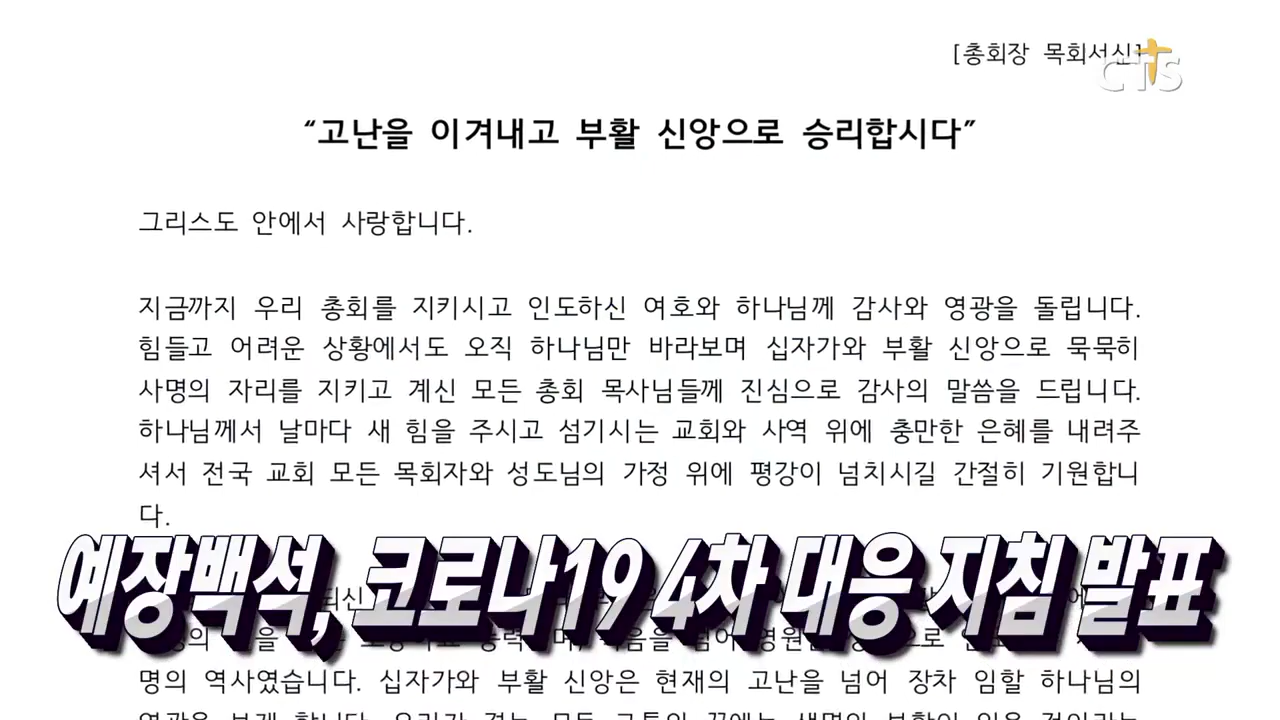 [총회장 목회서신]
CTS
“고난을 이겨내고 부활 신앙으로 승리합시다”
그리스도 안에서 사랑합니다.
지금까지 우리 총회를 지키시고 인도하신 여호와 하나님께 감사와 영광을 돌립니다.
힘들고 어려운 상황에서도 오직 하나님만 바라보며 십자가와 부활 신앙으로 묵묵히
사명의 자리를 지키고 계신 모든 총회 목사님들께 진심으로 감사의 말씀을 드립니다.
하나님께서 날마다 새 힘을 주시고 섬기시는 교회와 사역 위에 충만한 은혜를 내려주
셔서 전국 교회 모든 목회자와 성도님의 가정 위에 평강이 넘치시길 간절히 기원합니
다.
예장백석, 코로나19 4차 대응 지침 발표
명의 역사였습니다. 십자가와 부활 신앙은 현재의 고난을 넘어 장차 임할 하나님의